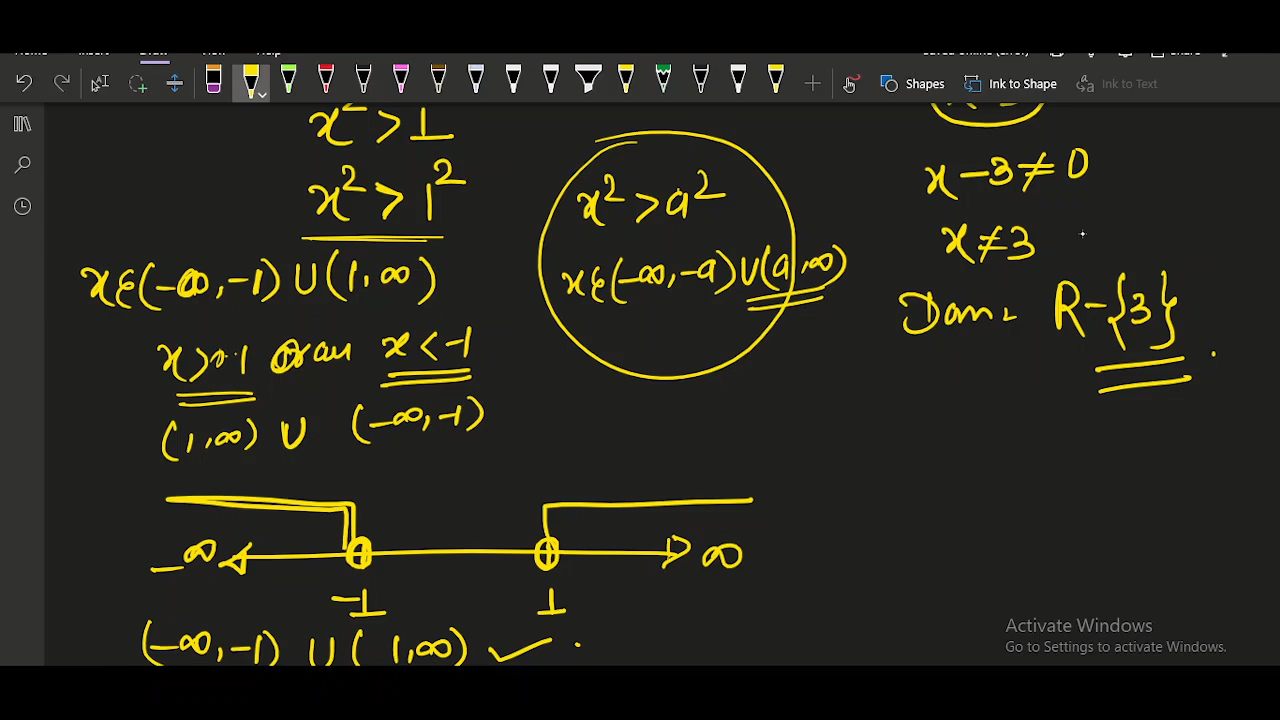 Shapes
Ink to Shape
Ink to Text
x² > 1
x² > 1²
x∈(-∞,-1) U (1,∞)
x > 1 or x < -1
(1,∞) U (-∞,-1)
-∞ ∞
-1 1
(-∞,-1) U (1,∞) ✓
x² > a²
x∈(-∞,-a) U (a,∞)
x-3≠0
x≠3
Dom= R-{3}
Activate Windows
Go to Settings to activate Windows.